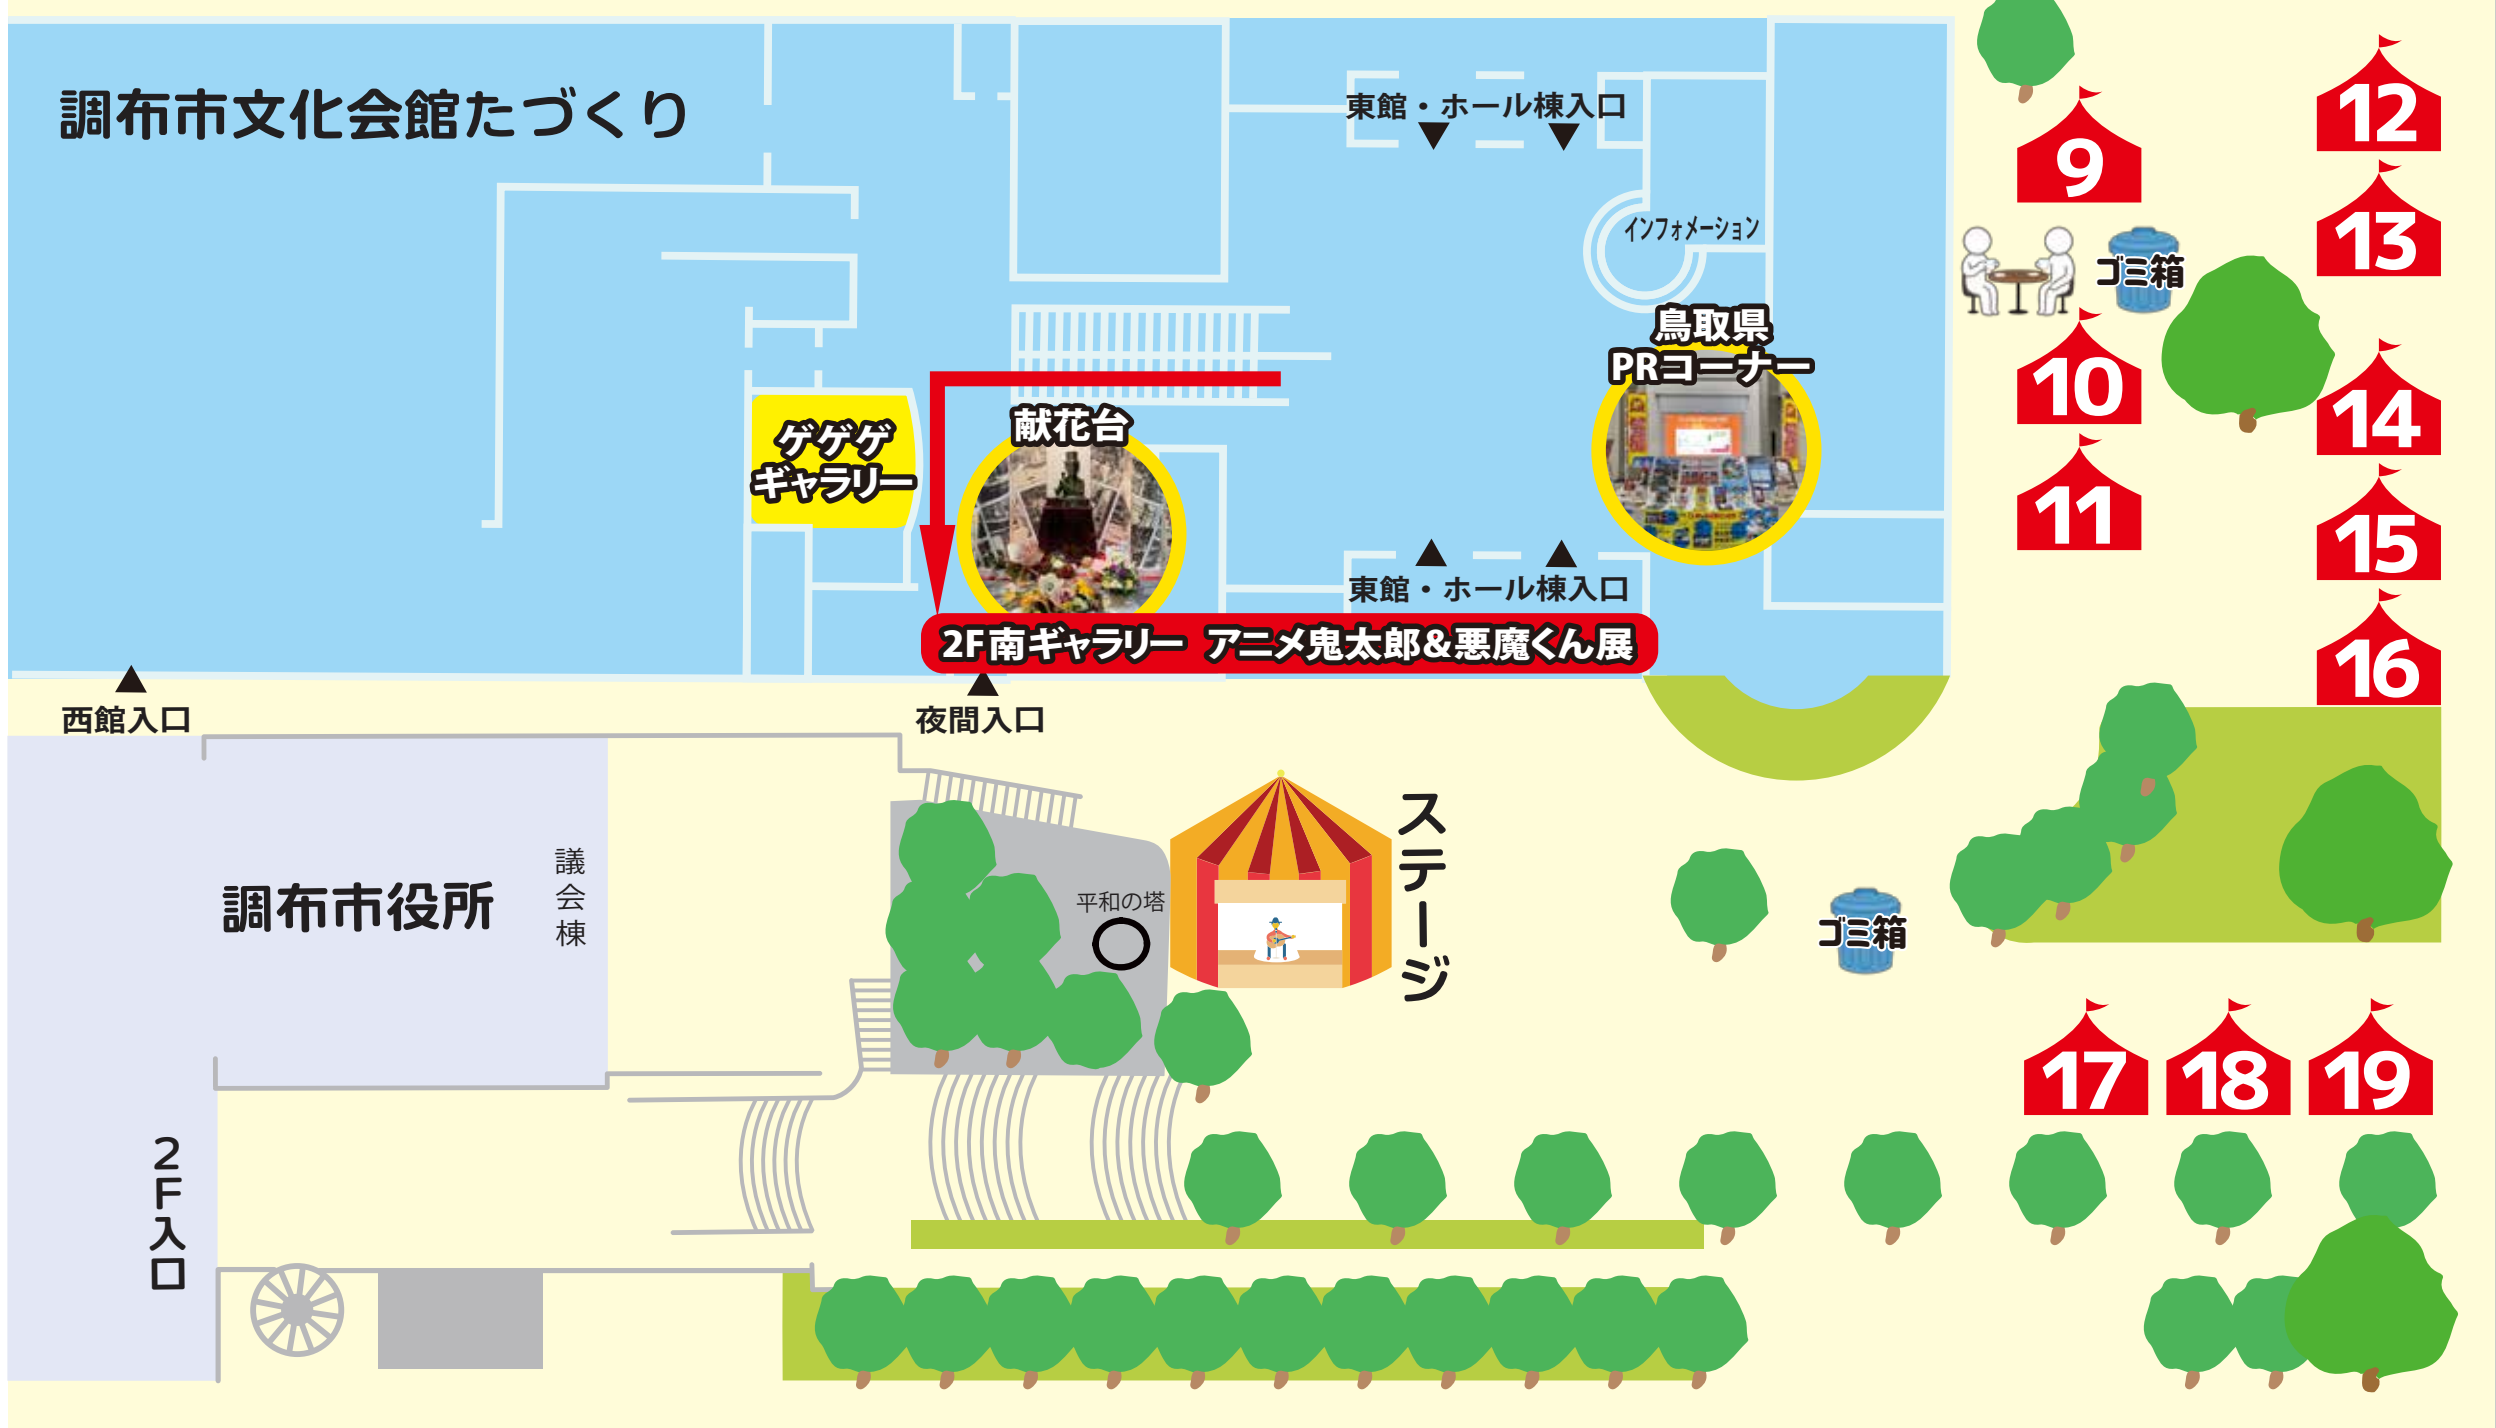 調布市文化会館たづくり
東館・ホール棟入口
インフォメーション
鳥取県
PRコーナー
ゲゲゲ
ギャラリー
献花台
東館・ホール棟入口
2F南ギャラリー アニメ鬼太郎&悪魔くん展
西館入口
夜間入口
9
ゴミ箱
10
11
12
13
14
15
16
調布市役所
議会棟
平和の塔
ステージ
ゴミ箱
17
18
19
2F入口